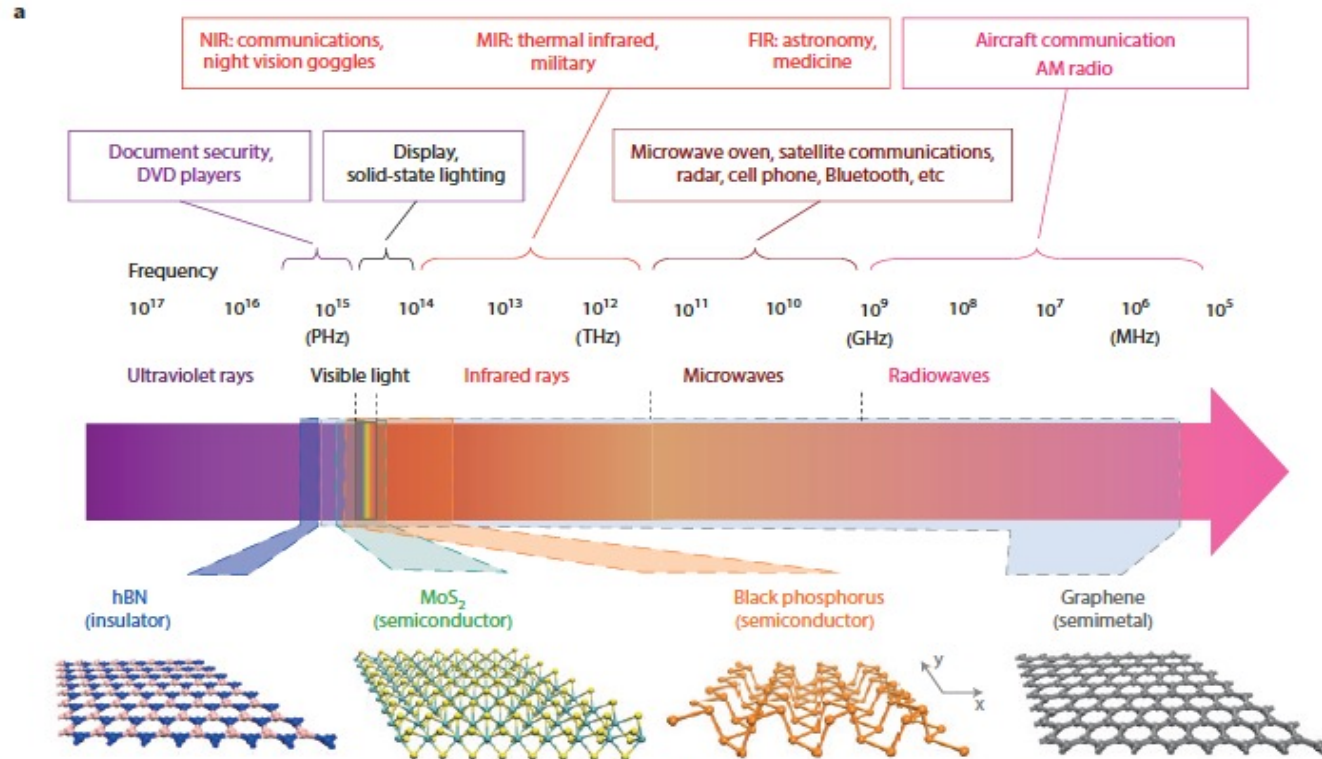 a
NIR: communications,
night vision goggles
MIR: thermal infrared,
military
FIR: astronomy,
medicine
Aircraft communication
AM radio
Document security,
DVD players
Display,
solid-state lighting
Microwave oven, satellite communications,
radar, cell phone, Bluetooth, etc
Frequency
10¹⁷ 10¹⁶ 10¹⁵ 10¹⁴ 10¹³ 10¹² 10¹¹ 10¹⁰ 10⁹ 10⁸ 10⁷ 10⁶ 10⁵
(PHz) (THz) (GHz) (MHz)
Ultraviolet rays Visible light Infrared rays Microwaves Radiowaves
hBN
(insulator)
MoS₂
(semiconductor)
Black phosphorus
(semiconductor)
Graphene
(semimetal)
y
x